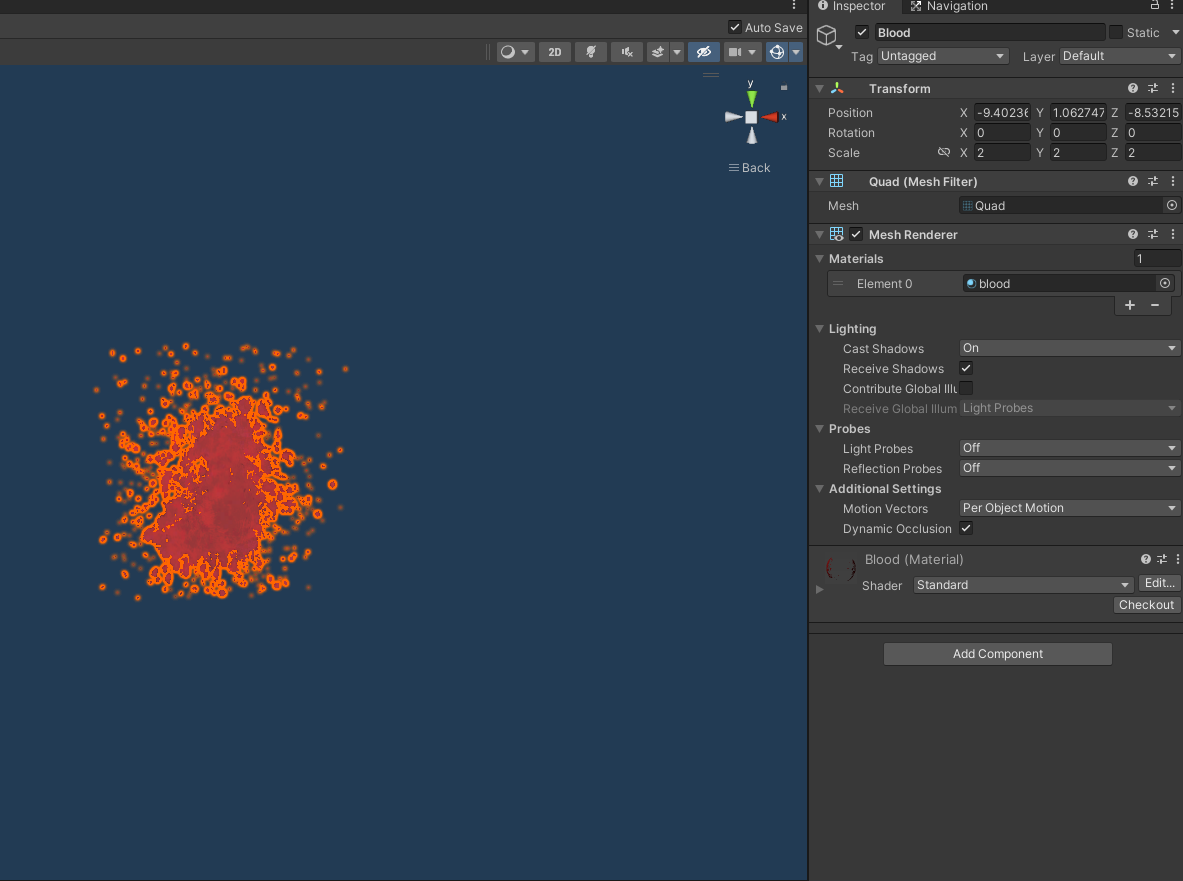 Inspector Navigation
Auto Save
Blood Static
Tag Untagged Layer Default
2D
Transform
y
x
Position X -9.40236 Y 1.062747 Z -8.53215
Rotation X 0 Y 0 Z 0
Scale X 2 Y 2 Z 2
Back
Quad (Mesh Filter)
Mesh Quad
Mesh Renderer
Materials 1
Element 0 blood
+ -
Lighting
Cast Shadows On
Receive Shadows
Contribute Global Illu
Receive Global Illum Light Probes
Probes
Light Probes Off
Reflection Probes Off
Additional Settings
Motion Vectors Per Object Motion
Dynamic Occlusion
Blood (Material)
Shader Standard Edit...
Checkout
Add Component